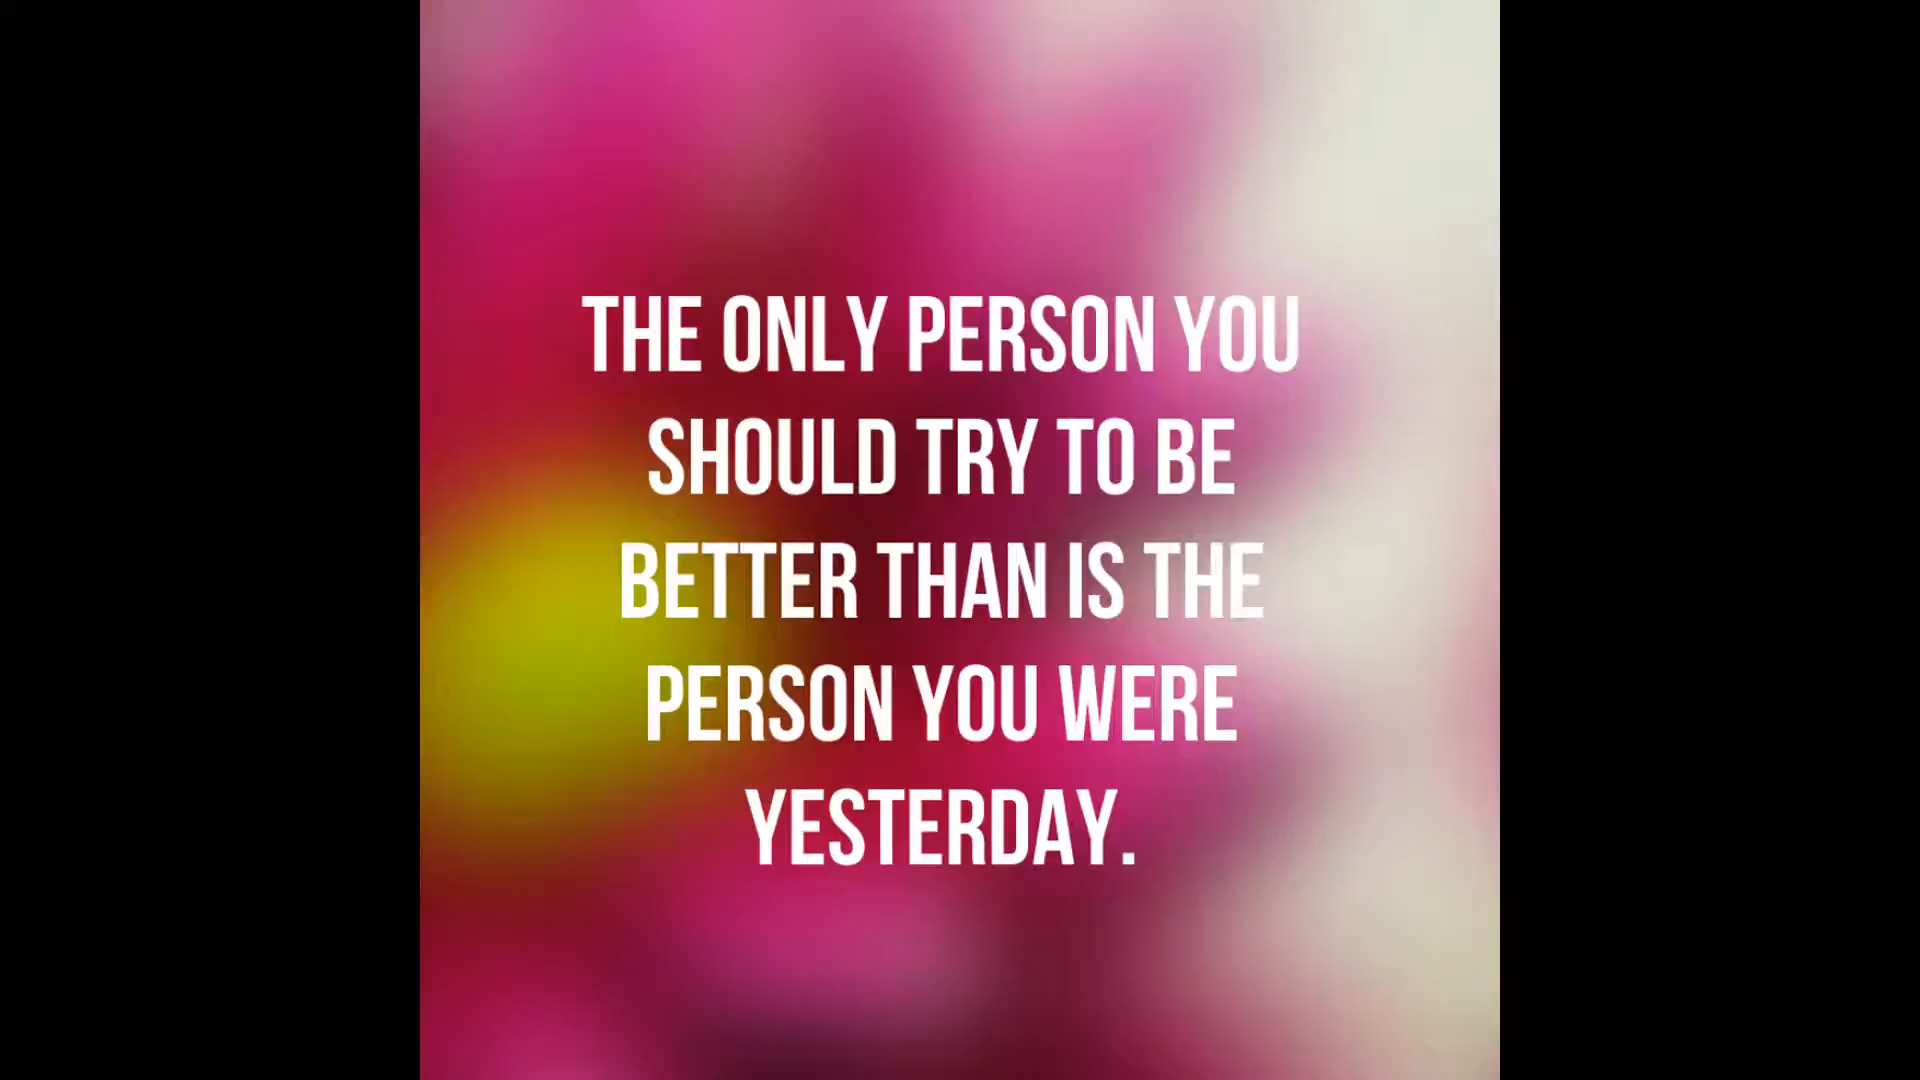 THE ONLY PERSON YOU
SHOULD TRY TO BE
BETTER THAN IS THE
PERSON YOU WERE
YESTERDAY.